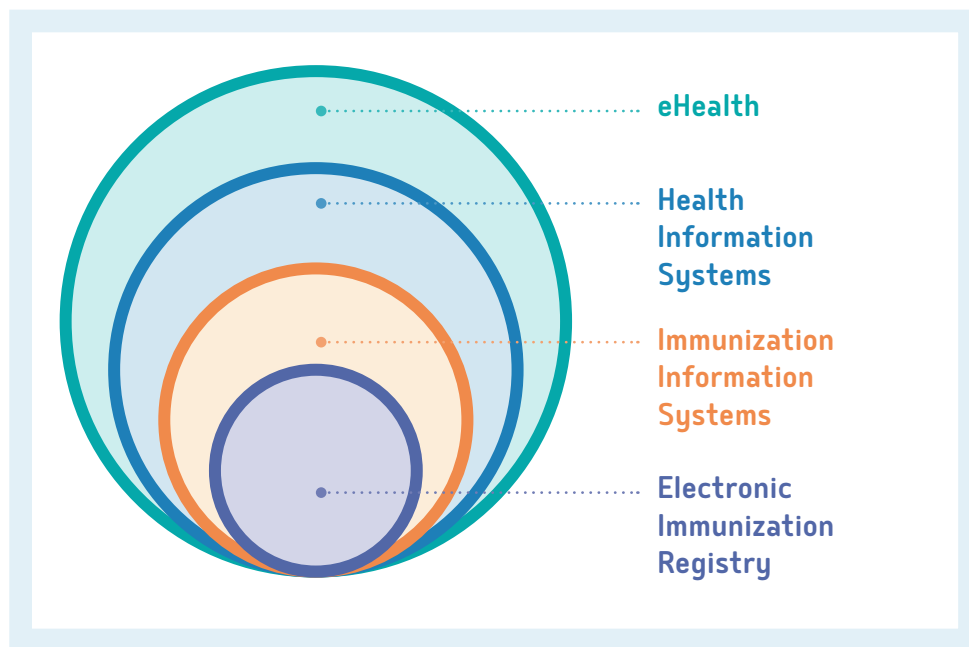 eHealth
Health
Information
Systems
Immunization
Information
Systems
Electronic
Immunization
Registry